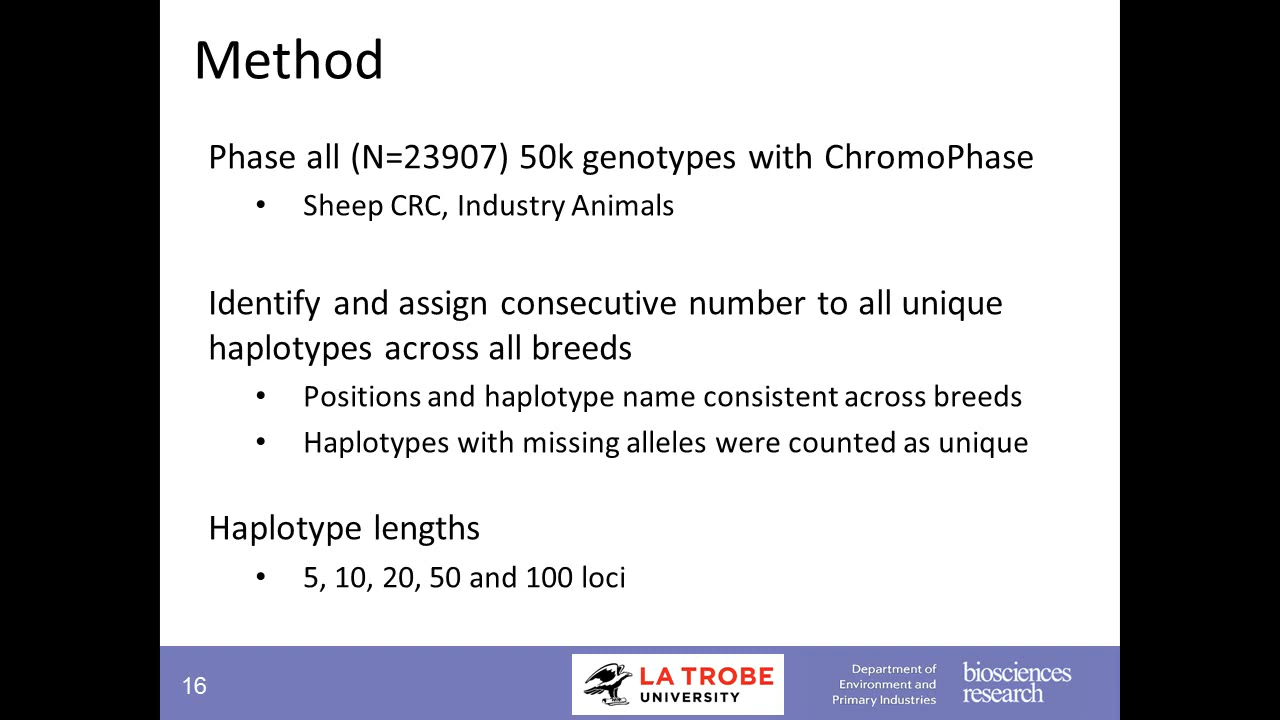 Method
Phase all (N=23907) 50k genotypes with ChromoPhase
• Sheep CRC, Industry Animals
Identify and assign consecutive number to all unique
haplotypes across all breeds
• Positions and haplotype name consistent across breeds
• Haplotypes with missing alleles were counted as unique
Haplotype lengths
• 5, 10, 20, 50 and 100 loci
16
LA TROBE
UNIVERSITY
Department of
Environment and
Primary Industries
biosciences
research